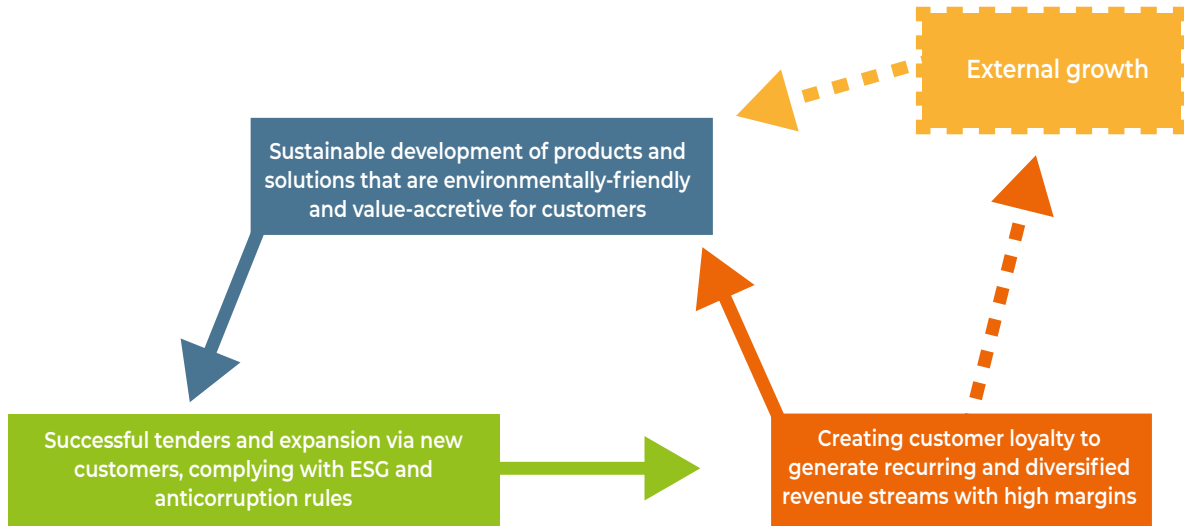 External growth
Sustainable development of products and
solutions that are environmentally-friendly
and value-accretive for customers
Successful tenders and expansion via new
customers, complying with ESG and
anticorruption rules
Creating customer loyalty to
generate recurring and diversified
revenue streams with high margins